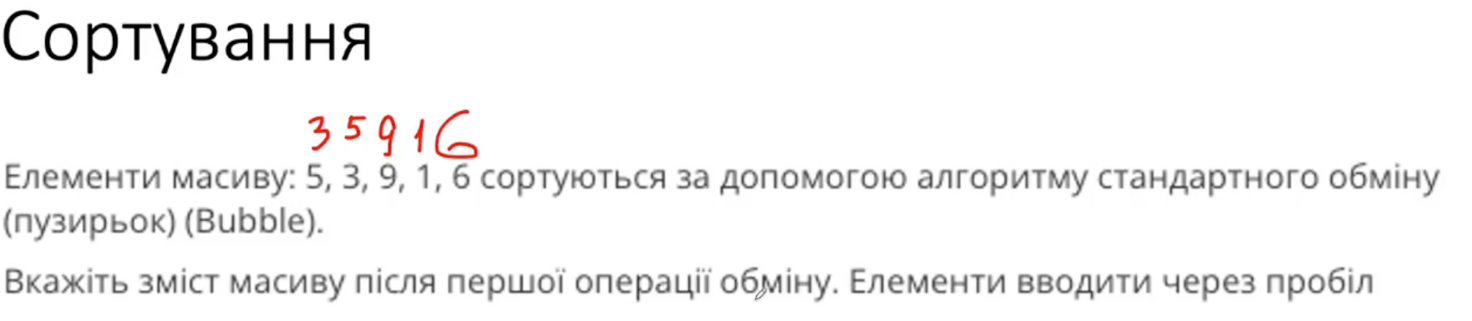 Сортування
3 5 9 1 6
Елементи масиву: 5, 3, 9, 1, 6 сортуються за допомогою алгоритму стандартного обміну
(пузирьок) (Bubble).
Вкажіть зміст масиву після першої операції обміну. Елементи вводити через пробіл